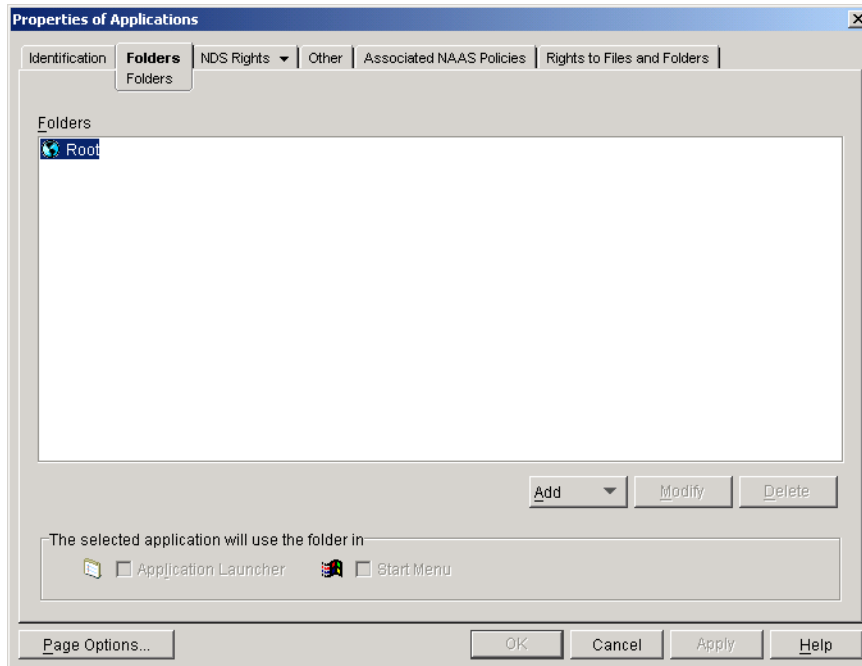 Properties of Applications
Identification Folders NDS Rights Other Associated NAAS Policies Rights to Files and Folders
Folders
Folders
Root
Add Modify Delete
The selected application will use the folder in
Application Launcher Start Menu
Page Options... OK Cancel Apply Help